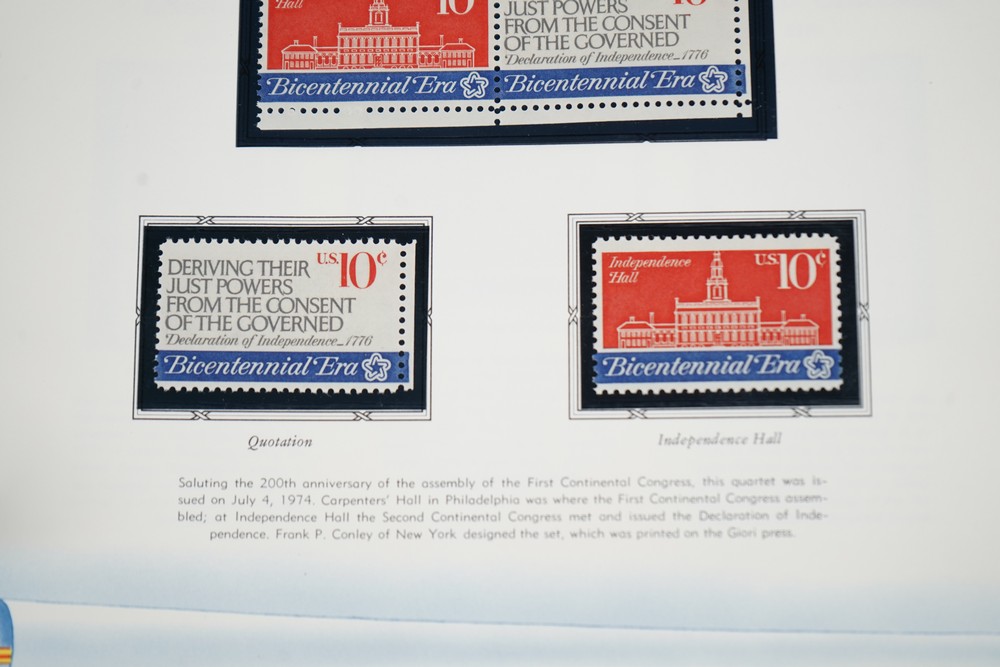 Hall
10
JUST POWERS
FROM THE CONSENT
OF THE GOVERNED
Declaration of Independence_1776
Bicentennial Era
Bicentennial Era
DERIVING THEIR
JUST POWERS
FROM THE CONSENT
OF THE GOVERNED
U.S. 10¢
Declaration of Independence_1776
Bicentennial Era
Independence
Hall
U.S. 10¢
Bicentennial Era
Quotation
Independence Hall
Saluting the 200th anniversary of the assembly of the First Continental Congress, this quartet was is-
sued on July 4, 1974. Carpenters' Hall in Philadelphia was where the First Continental Congress assem-
bled; at Independence Hall the Second Continental Congress met and issued the Declaration of Inde-
pendence. Frank P. Conley of New York designed the set, which was printed on the Giori press.